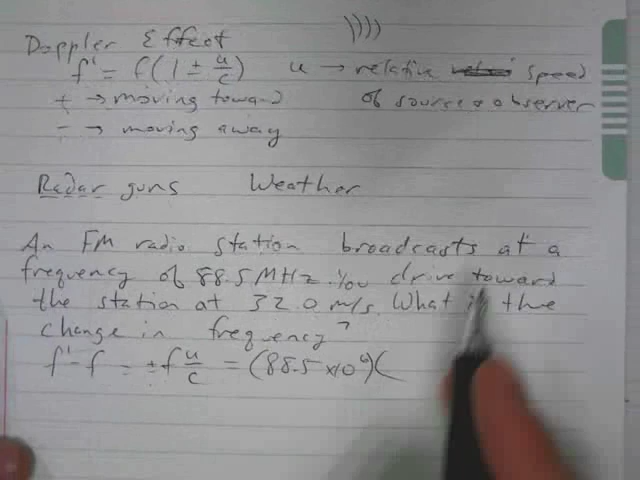 Doppler Effect
f' = f(1 ± u/c) u → relative speed
+ → moving toward of source & observer
- → moving away
Radar guns Weather
An FM radio station broadcasts at a
frequency of 88.5 MHz. You drive toward
the station at 32.0 m/s. What is the
change in frequency?
f' - f = ± f u/c = (88.5 × 10⁶)(